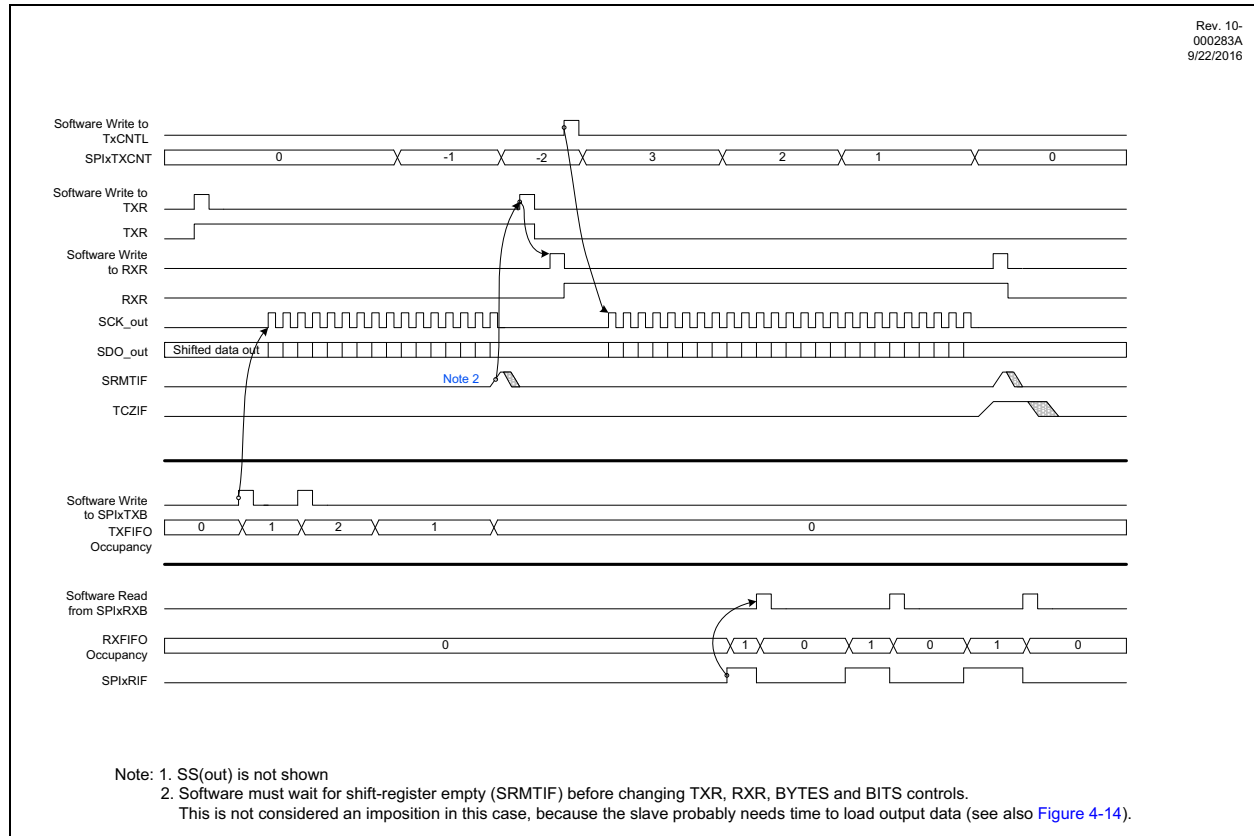 Rev. 10-
000283A
9/22/2016
Software Write to
TxCNTL
SPIxTXCNT
0 -1 -2 3 2 1 0
Software Write to
TXR
TXR
Software Write
to RXR
RXR
SCK_out
SDO_out
Shifted data out
SRMTIF
Note 2
TCZIF
Software Write
to SPIxTXB
TXFIFO
Occupancy
0 1 2 1 0
Software Read
from SPIxRXB
RXFIFO
Occupancy
0 1 0 1 0 1 0
SPIxRIF
Note: 1. SS(out) is not shown
2. Software must wait for shift-register empty (SRMTIF) before changing TXR, RXR, BYTES and BITS controls.
This is not considered an imposition in this case, because the slave probably needs time to load output data (see also Figure 4-14).